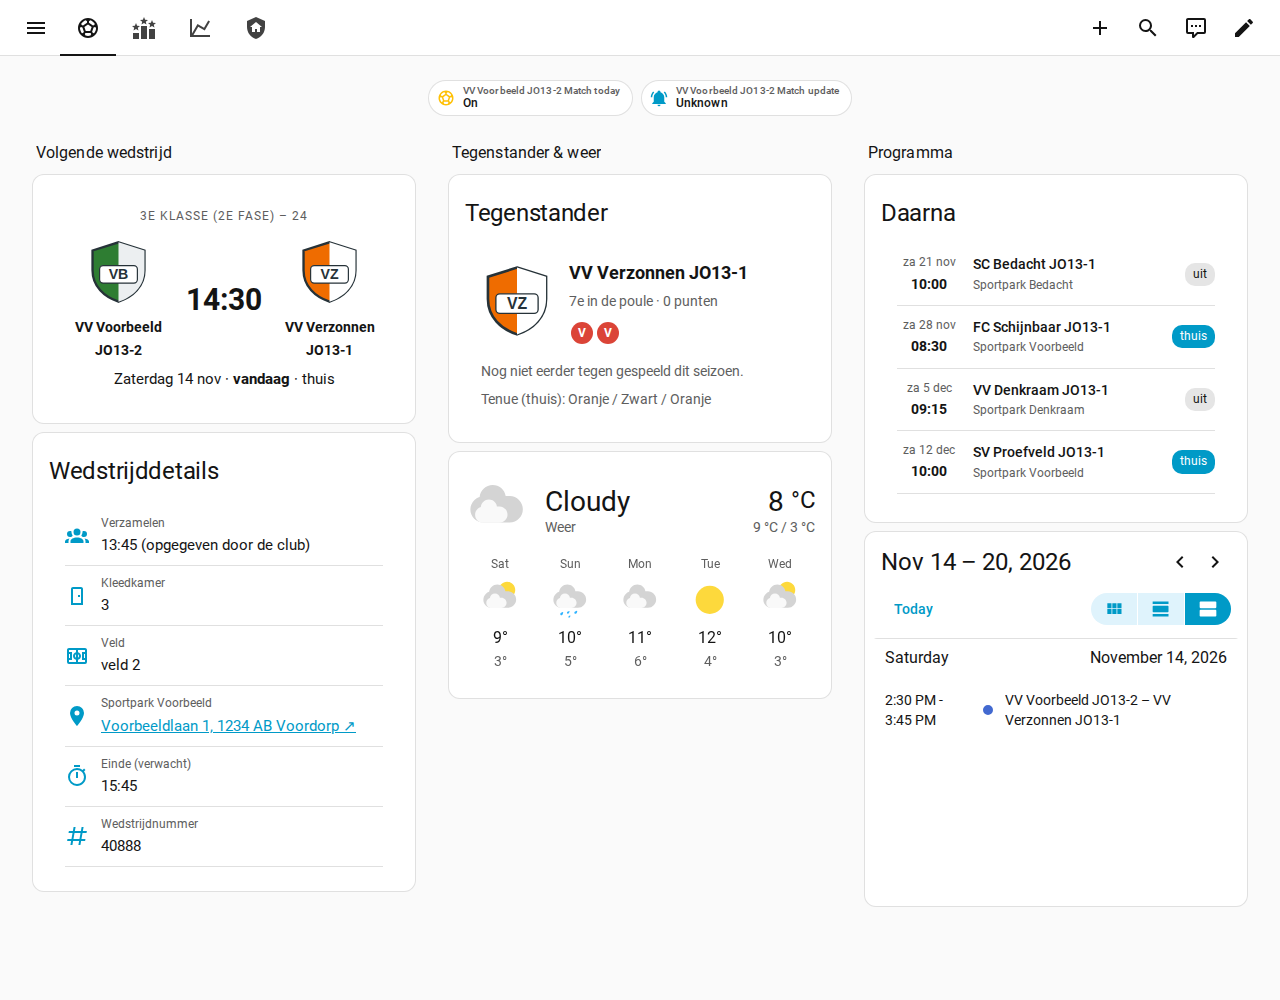 VV Voorbeeld JO13-2 Match today
On
VV Voorbeeld JO13-2 Match update
Unknown
Volgende wedstrijd
3E KLASSE (2E FASE) – 24
VB
VZ
14:30
VV Voorbeeld
JO13-2
VV Verzonnen
JO13-1
Zaterdag 14 nov · vandaag · thuis
Wedstrijddetails
Verzamelen
13:45 (opgegeven door de club)
Kleedkamer
3
Veld
veld 2
Sportpark Voorbeeld
Voorbeeldlaan 1, 1234 AB Voordorp ↗
Einde (verwacht)
15:45
Wedstrijdnummer
40888
Tegenstander & weer
Tegenstander
VZ
VV Verzonnen JO13-1
7e in de poule · 0 punten
V V
Nog niet eerder tegen gespeeld dit seizoen.
Tenue (thuis): Oranje / Zwart / Oranje
Cloudy
Weer
8 °C
9 °C / 3 °C
Sat Sun Mon Tue Wed
9° 10° 11° 12° 10°
3° 5° 6° 4° 3°
Programma
Daarna
za 21 nov
10:00
SC Bedacht JO13-1
Sportpark Bedacht
uit
za 28 nov
08:30
FC Schijnbaar JO13-1
Sportpark Voorbeeld
thuis
za 5 dec
09:15
VV Denkraam JO13-1
Sportpark Denkraam
uit
za 12 dec
10:00
SV Proefveld JO13-1
Sportpark Voorbeeld
thuis
Nov 14 – 20, 2026
Today
Saturday
November 14, 2026
2:30 PM -
3:45 PM
VV Voorbeeld JO13-2 – VV
Verzonnen JO13-1